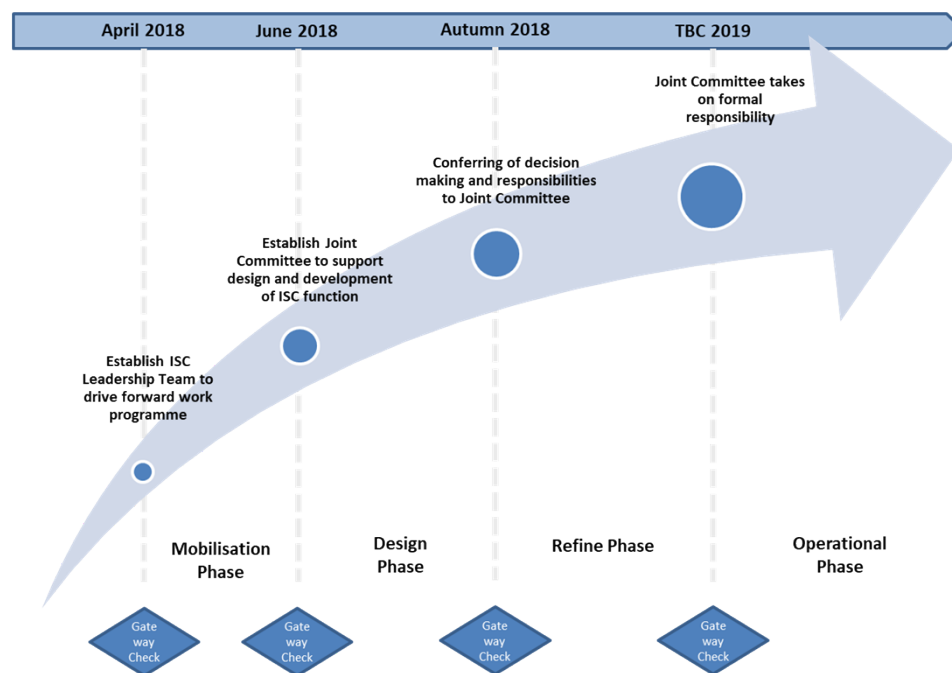 April 2018
June 2018
Autumn 2018
TBC 2019
Joint Committee takes
on formal
responsibility
Conferring of decision
making and responsibilities
to Joint Committee
Establish Joint
Committee to support
design and development
of ISC function
Establish ISC
Leadership Team to
drive forward work
programme
Mobilisation
Phase
Design
Phase
Refine Phase
Operational
Phase
Gate
way
Check
Gate
way
Check
Gate
way
Check
Gate
way
Check